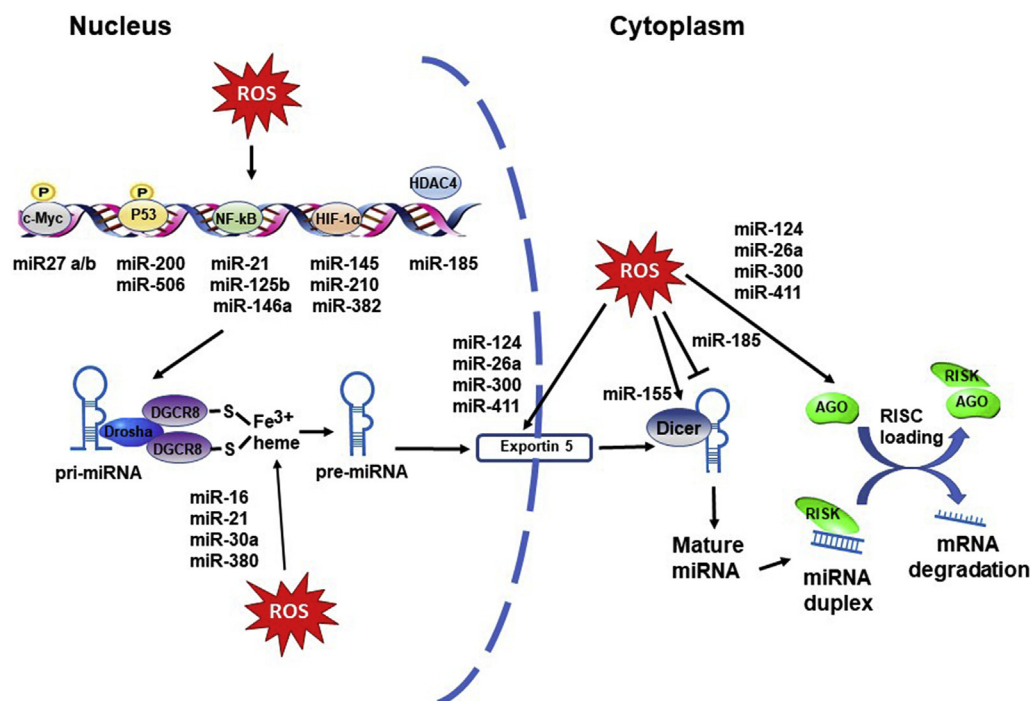 Nucleus
Cytoplasm
ROS
HDAC4
P
P
c-Myc
P53
NF-kB
HIF-1α
miR27 a/b
miR-200
miR-506
miR-21
miR-125b
miR-146a
miR-145
miR-210
miR-382
miR-185
ROS
miR-124
miR-26a
miR-300
miR-411
miR-185
miR-124
miR-26a
miR-300
miR-411
miR-155
DGCR8
S
Drosha
Fe3+
heme
DGCR8
S
pri-miRNA
pre-miRNA
Exportin 5
Dicer
AGO
RISC
loading
RISK
AGO
miR-16
miR-21
miR-30a
miR-380
ROS
Mature
miRNA
RISK
miRNA
duplex
mRNA
degradation